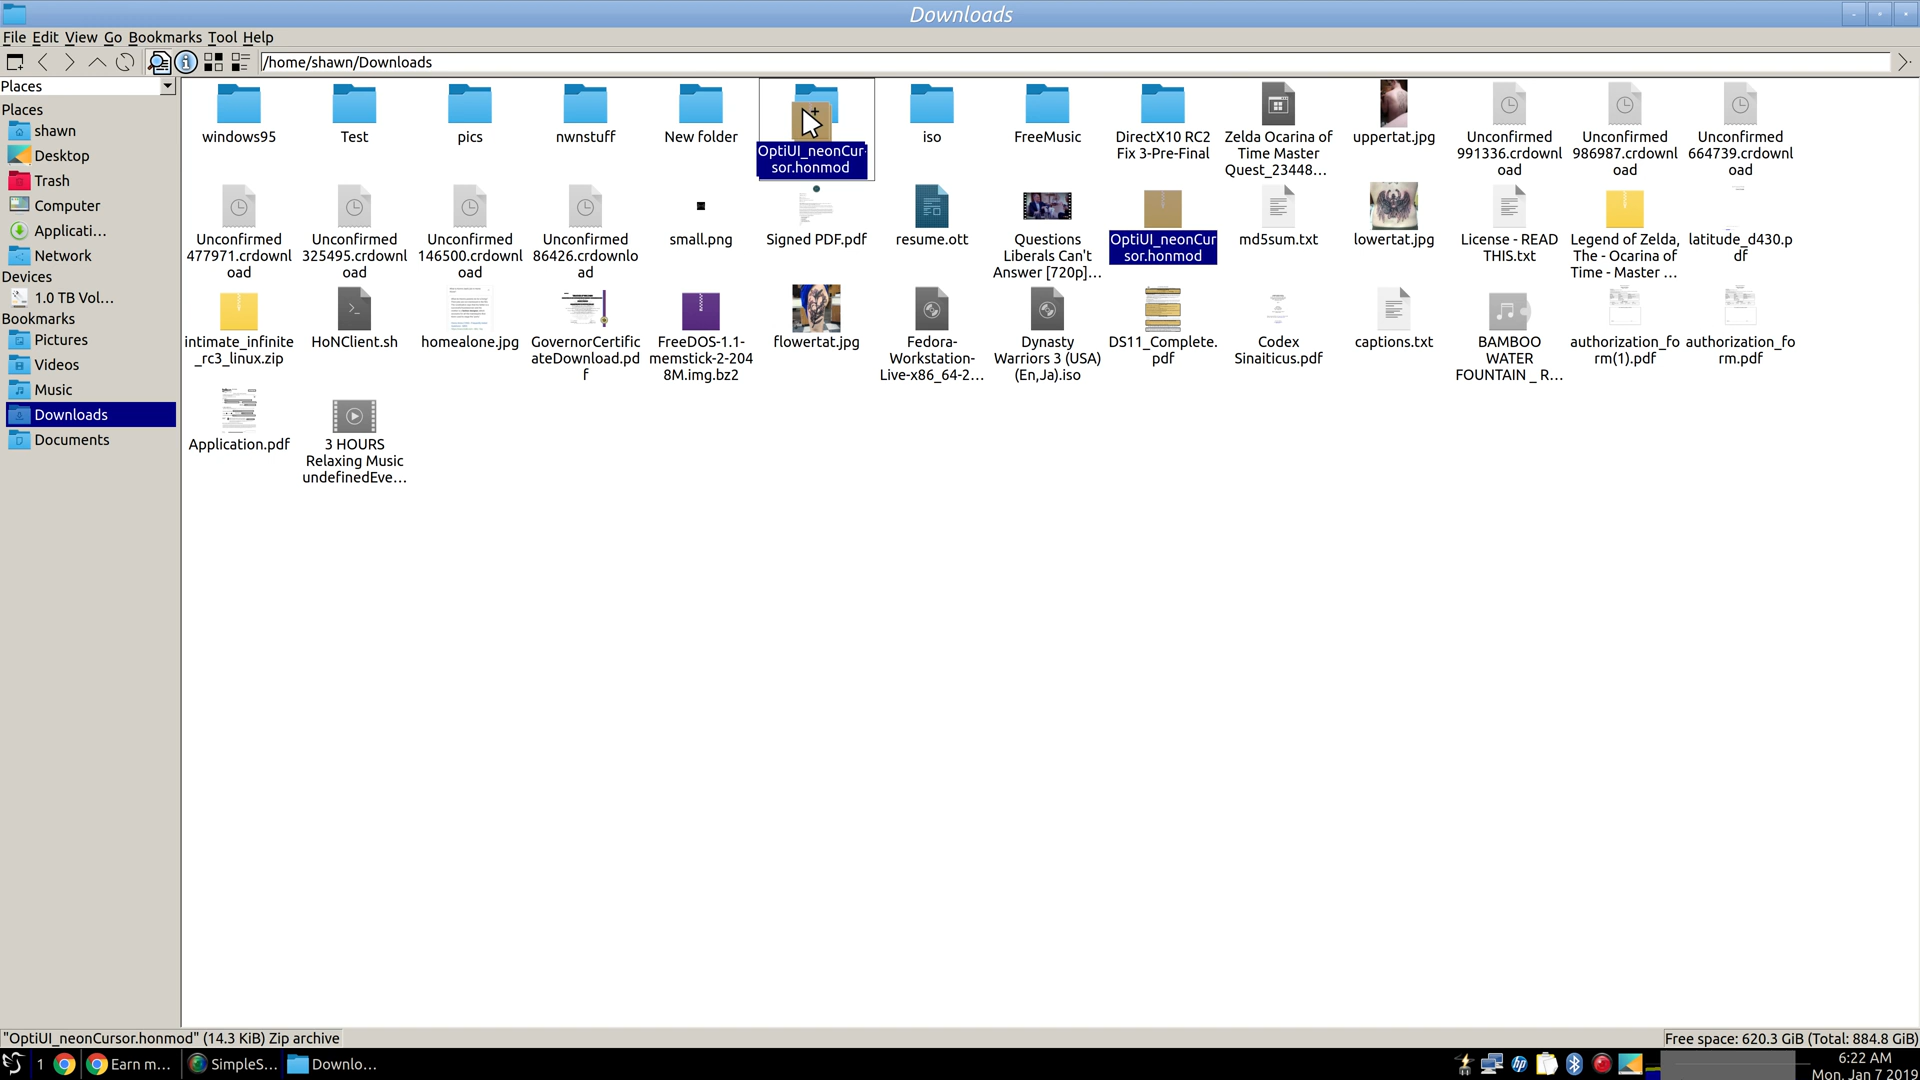 Downloads
File Edit View Go Bookmarks Tool Help
/home/shawn/Downloads
Places
Places
shawn
Desktop
Trash
Computer
Applicati...
Network
Devices
1.0 TB Vol...
Bookmarks
Pictures
Videos
Music
Downloads
Documents
windows95
Test
pics
nwnstuff
New folder
OptiUI_neonCur
sor.honmod
iso
FreeMusic
DirectX10 RC2
Fix 3-Pre-Final
Zelda Ocarina of
Time Master
Quest_23448...
uppertat.jpg
Unconfirmed
991336.crdownl
oad
Unconfirmed
986987.crdownl
oad
Unconfirmed
664739.crdownl
oad
Unconfirmed
477971.crdownl
oad
Unconfirmed
325495.crdownl
oad
Unconfirmed
146500.crdownl
oad
Unconfirmed
86426.crdownlo
ad
small.png
Signed PDF.pdf
resume.ott
Questions
Liberals Can't
Answer [720p]...
OptiUI_neonCur
sor.honmod
md5sum.txt
lowertat.jpg
License - READ
THIS.txt
Legend of Zelda,
The - Ocarina of
Time - Master ...
latitude_d430.p
df
intimate_infinite
_rc3_linux.zip
HoNClient.sh
homealone.jpg
GovernorCertific
ateDownload.pd
f
FreeDOS-1.1-
memstick-2-204
8M.img.bz2
flowertat.jpg
Fedora-
Workstation-
Live-x86_64-2...
Dynasty
Warriors 3 (USA)
(En,Ja).iso
DS11_Complete.
pdf
Codex
Sinaiticus.pdf
captions.txt
BAMBOO
WATER
FOUNTAIN _ R...
authorization_fo
rm(1).pdf
authorization_fo
rm.pdf
Application.pdf
3 HOURS
Relaxing Music
undefinedEve...
"OptiUI_neonCursor.honmod" (14.3 KiB) Zip archive
Free space: 620.3 GiB (Total: 884.8 GiB)
1
Earn m...
SimpleS...
Downlo...
6:22 AM
Mon, Jan 7 2019